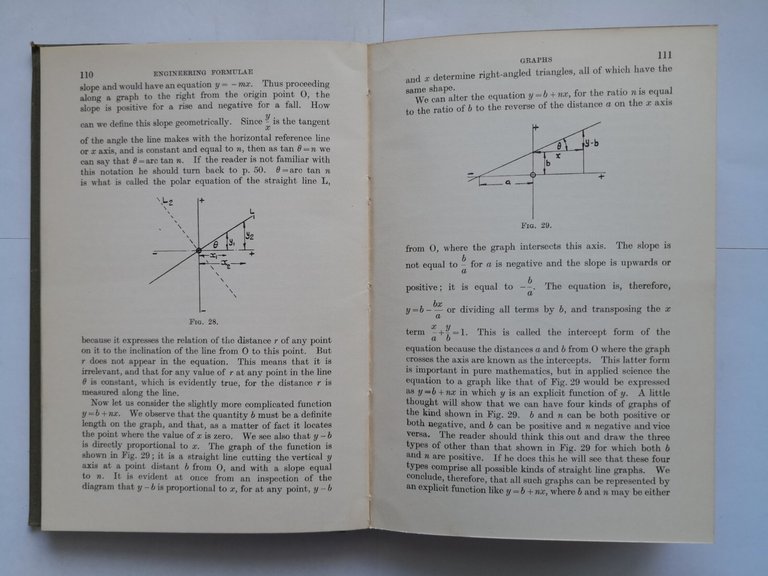 110 ENGINEERING FORMULAE
slope and would have an equation y = −mx. Thus proceeding
along a graph to the right from the origin point O, the
slope is positive for a rise and negative for a fall. How
can we define this slope geometrically. Since y/x is the tangent
of the angle the line makes with the horizontal reference line
or x axis, and is constant and equal to n, then as tan θ = n we
can say that θ = arc tan n. If the reader is not familiar with
this notation he should turn back to p. 50. θ = arc tan n
is what is called the polar equation of the straight line L,
L2 + L
θ y1 y2
− x1 +
x2
−
FIG. 28.
because it expresses the relation of the distance r of any point
on it to the inclination of the line from O to this point. But
r does not appear in the equation. This means that it is
irrelevant, and that for any value of r at any point in the line
θ is constant, which is evidently true, for the distance r is
measured along the line.
Now let us consider the slightly more complicated function
y = b + nx. We observe that the quantity b must be a definite
length on the graph, and that, as a matter of fact it locates
the point where the value of x is zero. We see also that y − b
is directly proportional to x. The graph of the function is
shown in Fig. 29; it is a straight line cutting the vertical y
axis at a point distant b from O, and with a slope equal
to n. It is evident at once from an inspection of the
diagram that y − b is proportional to x, for at any point, y − b
GRAPHS 111
and x determine right-angled triangles, all of which have the
same shape.
We can alter the equation y = b + nx, for the ratio n is equal
to the ratio of b to the reverse of the distance a on the x axis
+
θ y-b
x
b
− +
a
FIG. 29.
from O, where the graph intersects this axis. The slope is
not equal to b/a for a is negative and the slope is upwards or
positive; it is equal to −b/a. The equation is, therefore,
y = b − bx/a or dividing all terms by b, and transposing the x
term x/a + y/b = 1. This is called the intercept form of the
equation because the distances a and b from O where the graph
crosses the axis are known as the intercepts. This latter form
is important in pure mathematics, but in applied science the
equation to a graph like that of Fig. 29 would be expressed
as y = b + nx in which y is an explicit function of y. A little
thought will show that we can have four kinds of graphs of
the kind shown in Fig. 29. b and n can be both positive or
both negative, and b can be positive and n negative and vice
versa. The reader should think this out and draw the three
types of other than that shown in Fig. 29 for which both b
and n are positive. If he does this he will see that these four
types comprise all possible kinds of straight line graphs. We
conclude, therefore, that all such graphs can be represented by
an explicit function like y = b + nx, where b and n may be either